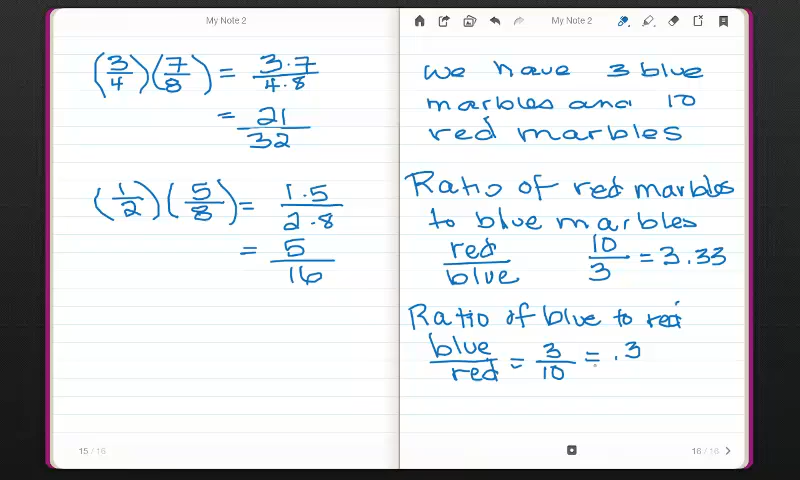 My Note 2
My Note 2
(3/4)(7/8) = 3·7/4·8
= 21/32
(1/2)(5/8) = 1·5/2·8
= 5/16
15 / 16
we have 3 blue
marbles and 10
red marbles
Ratio of red marbles
to blue marbles
red/blue 10/3 = 3.33
Ratio of blue to red
blue/red = 3/10 = .3
16 / 16